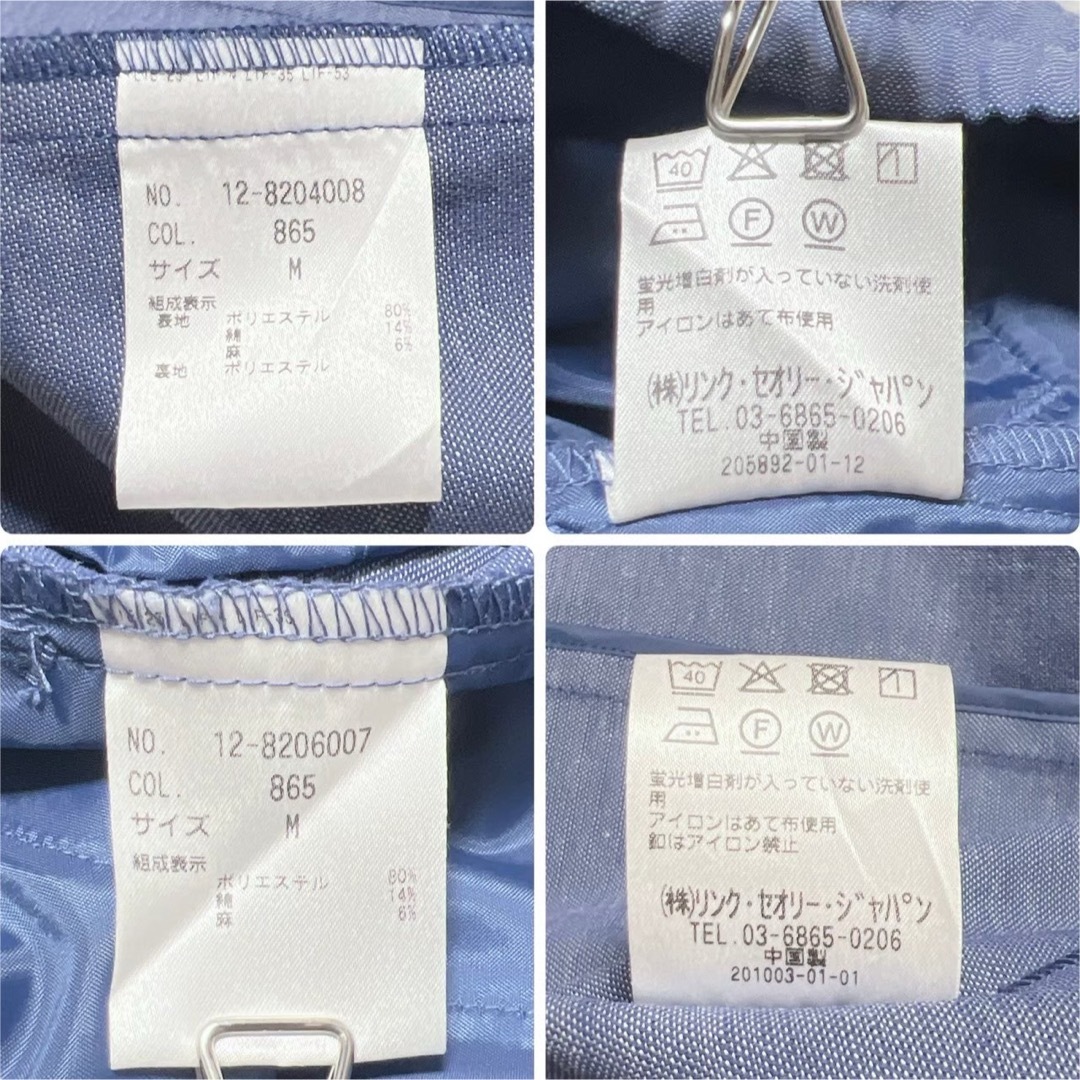 L1F-35 L1F-53
NO. 12-8204008
COL. 865
サイズ M
組成表示
表地 ポリエステル 80%
綿 14%
麻 6%
裏地 ポリエステル
40
F W
蛍光増白剤が入っていない洗剤使
用
アイロンはあて布使用
(株)リンク・セオリー・ジャパン
TEL.03-6865-0206
中国製
205892-01-12
NO. 12-8206007
COL. 865
サイズ M
組成表示
ポリエステル 80%
綿 14%
麻 6%
40
F W
蛍光増白剤が入っていない洗剤使
用
アイロンはあて布使用
釦はアイロン禁止
(株)リンク・セオリー・ジャパン
TEL.03-6865-0206
中国製
201003-01-01